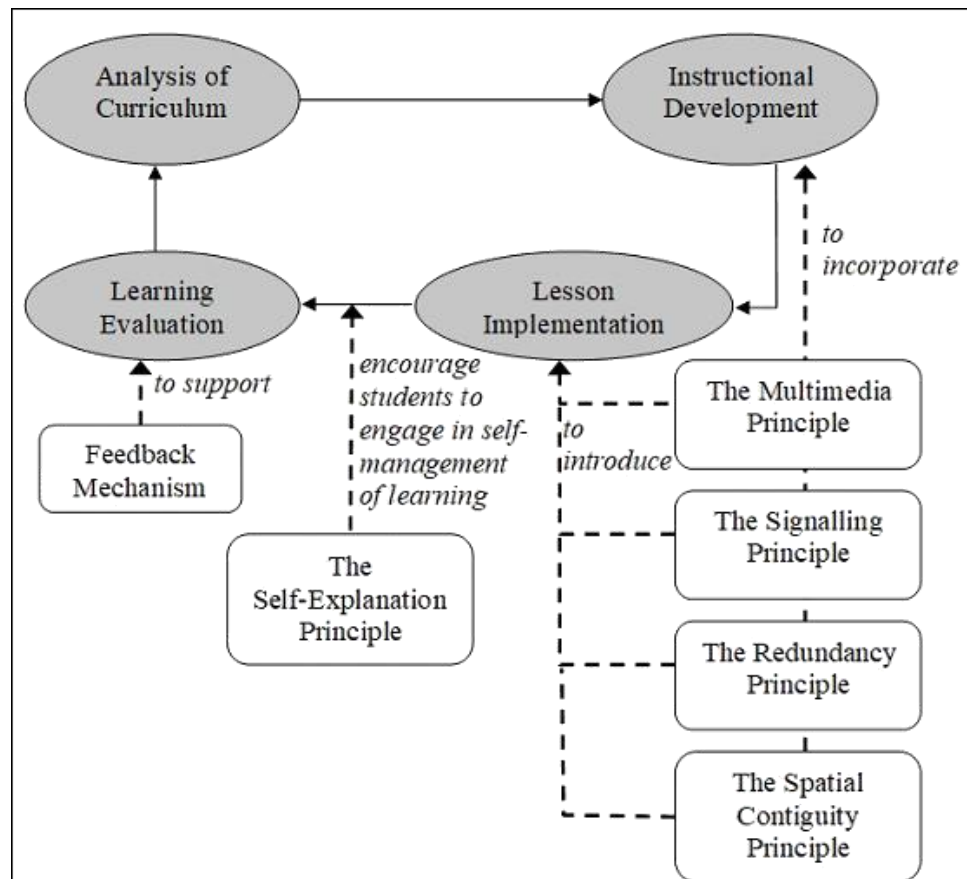 Analysis of
Curriculum
Instructional
Development
to
incorporate
Learning
Evaluation
Lesson
Implementation
to support
encourage
students to
engage in self-
management
of learning
to
introduce
The Multimedia
Principle
Feedback
Mechanism
The Signalling
Principle
The
Self-Explanation
Principle
The Redundancy
Principle
The Spatial
Contiguity
Principle